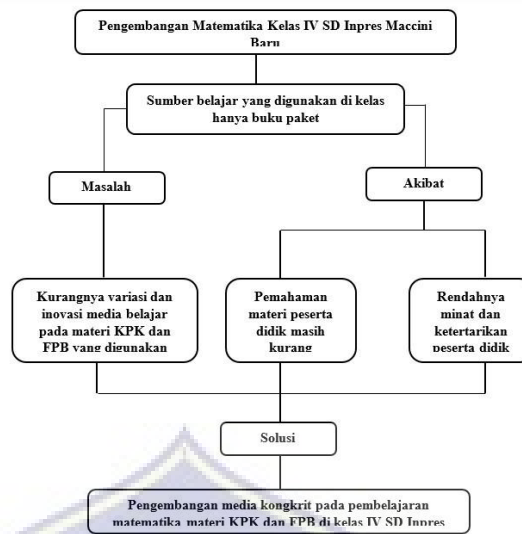 Pengembangan Matematika Kelas IV SD Inpres Maccini
Baru
Sumber belajar yang digunakan di kelas
hanya buku paket
Masalah
Akibat
Kurangnya variasi dan
inovasi media belajar
pada materi KPK dan
FPB yang digunakan
Pemahaman
materi peserta
didik masih
kurang
Rendahnya
minat dan
ketertarikan
peserta didik
Solusi
Pengembangan media kongkrit pada pembelajaran
matematika materi KPK dan FPB di kelas IV SD Inpres